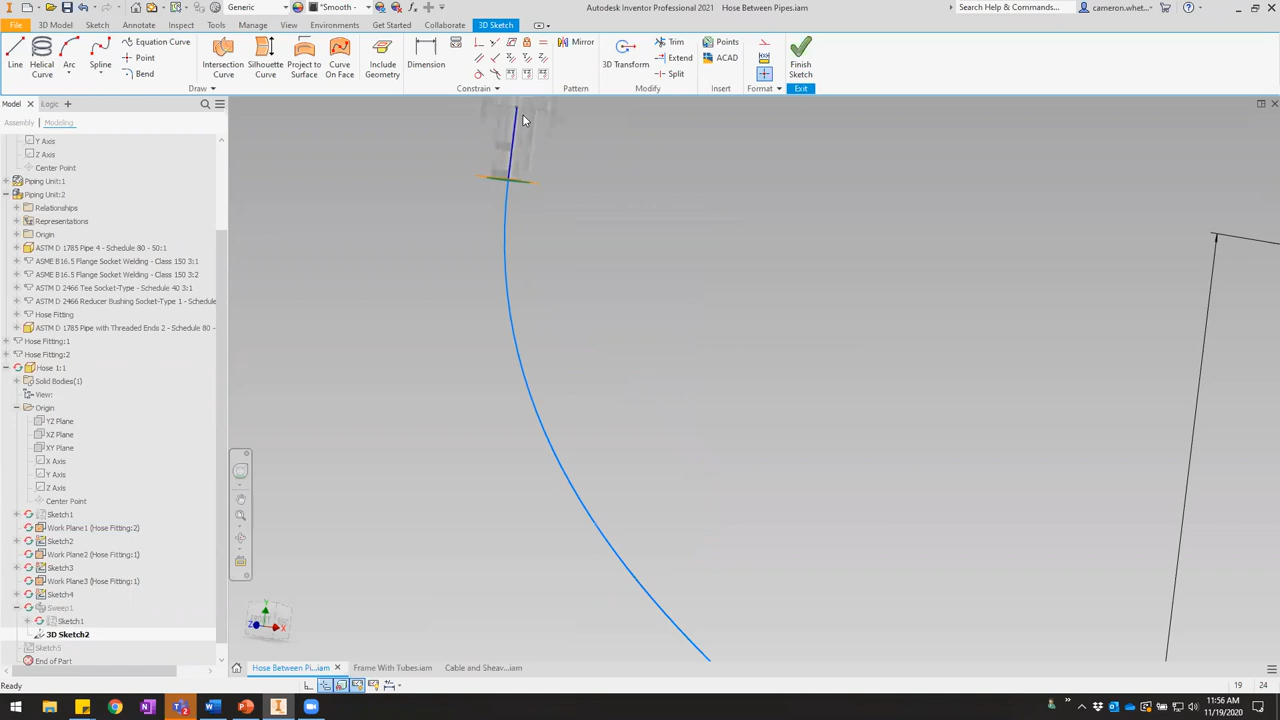 Generic
*Smooth -
Autodesk Inventor Professional 2021 Hose Between Pipes.iam
Search Help & Commands...
cameron.whet...
File
3D Model
Sketch
Annotate
Inspect
Tools
Manage
View
Environments
Get Started
Collaborate
3D Sketch
Line
Helical
Curve
Arc
Spline
Equation Curve
Point
Bend
Draw
Intersection
Curve
Silhouette
Curve
Project to
Surface
Curve
On Face
Include
Geometry
Dimension
Constrain
Mirror
Pattern
3D Transform
Trim
Extend
Split
Modify
Points
ACAD
Insert
Format
Finish
Sketch
Exit
Model
iLogic
Assembly
Modeling
Y Axis
Z Axis
Center Point
Piping Unit:1
Piping Unit:2
Relationships
Representations
Origin
ASTM D 1785 Pipe 4 - Schedule 80 - 50:1
ASME B16.5 Flange Socket Welding - Class 150 3:1
ASME B16.5 Flange Socket Welding - Class 150 3:2
ASTM D 2466 Tee Socket-Type - Schedule 40 3:1
ASTM D 2466 Reducer Bushing Socket-Type 1 - Schedule
Hose Fitting
ASTM D 1785 Pipe with Threaded Ends 2 - Schedule 80 -
Hose Fitting:1
Hose Fitting:2
Hose 1:1
Solid Bodies(1)
View:
Origin
YZ Plane
XZ Plane
XY Plane
X Axis
Y Axis
Z Axis
Center Point
Sketch1
Work Plane1 (Hose Fitting:2)
Sketch2
Work Plane2 (Hose Fitting:1)
Sketch3
Work Plane3 (Hose Fitting:1)
Sketch4
Sweep1
Sketch1
3D Sketch2
Sketch5
End of Part
Y
Z
X
Hose Between Pi...iam
Frame With Tubes.iam
Cable and Sheav...iam
Ready
19
24
11:56 AM
11/19/2020